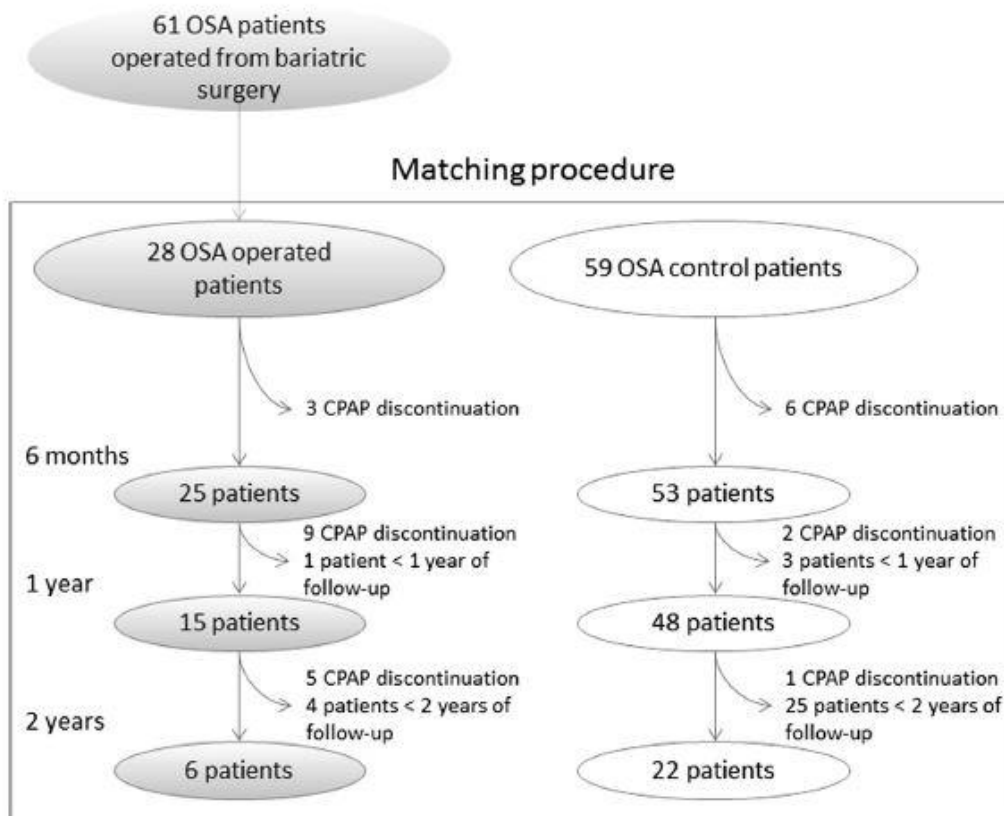 61 OSA patients
operated from bariatric
surgery
Matching procedure
28 OSA operated
patients
59 OSA control patients
3 CPAP discontinuation
6 CPAP discontinuation
6 months
25 patients
53 patients
9 CPAP discontinuation
1 patient < 1 year of
follow-up
2 CPAP discontinuation
3 patients < 1 year of
follow-up
1 year
15 patients
48 patients
5 CPAP discontinuation
4 patients < 2 years of
follow-up
1 CPAP discontinuation
25 patients < 2 years of
follow-up
2 years
6 patients
22 patients